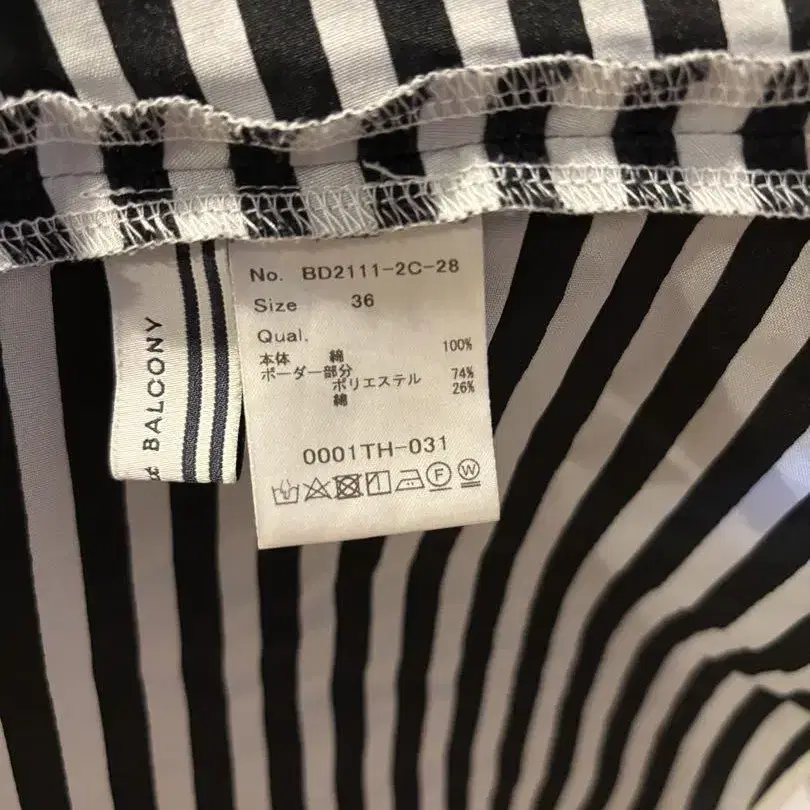 BALCONY
No. BD2111-2C-28
Size 36
Qual.
本体 綿 100%
ボーダー部分
ポリエステル 74%
綿 26%
0001TH-031
F W